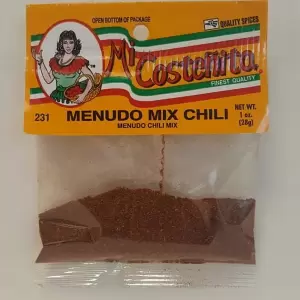 OPEN BOTTOM OF PACKAGE
QUALITY SPICES
Mi Costeñita
FINEST QUALITY
231
MENUDO MIX CHILI
MENUDO CHILI MIX
NET WT.
1 oz.
(28g)